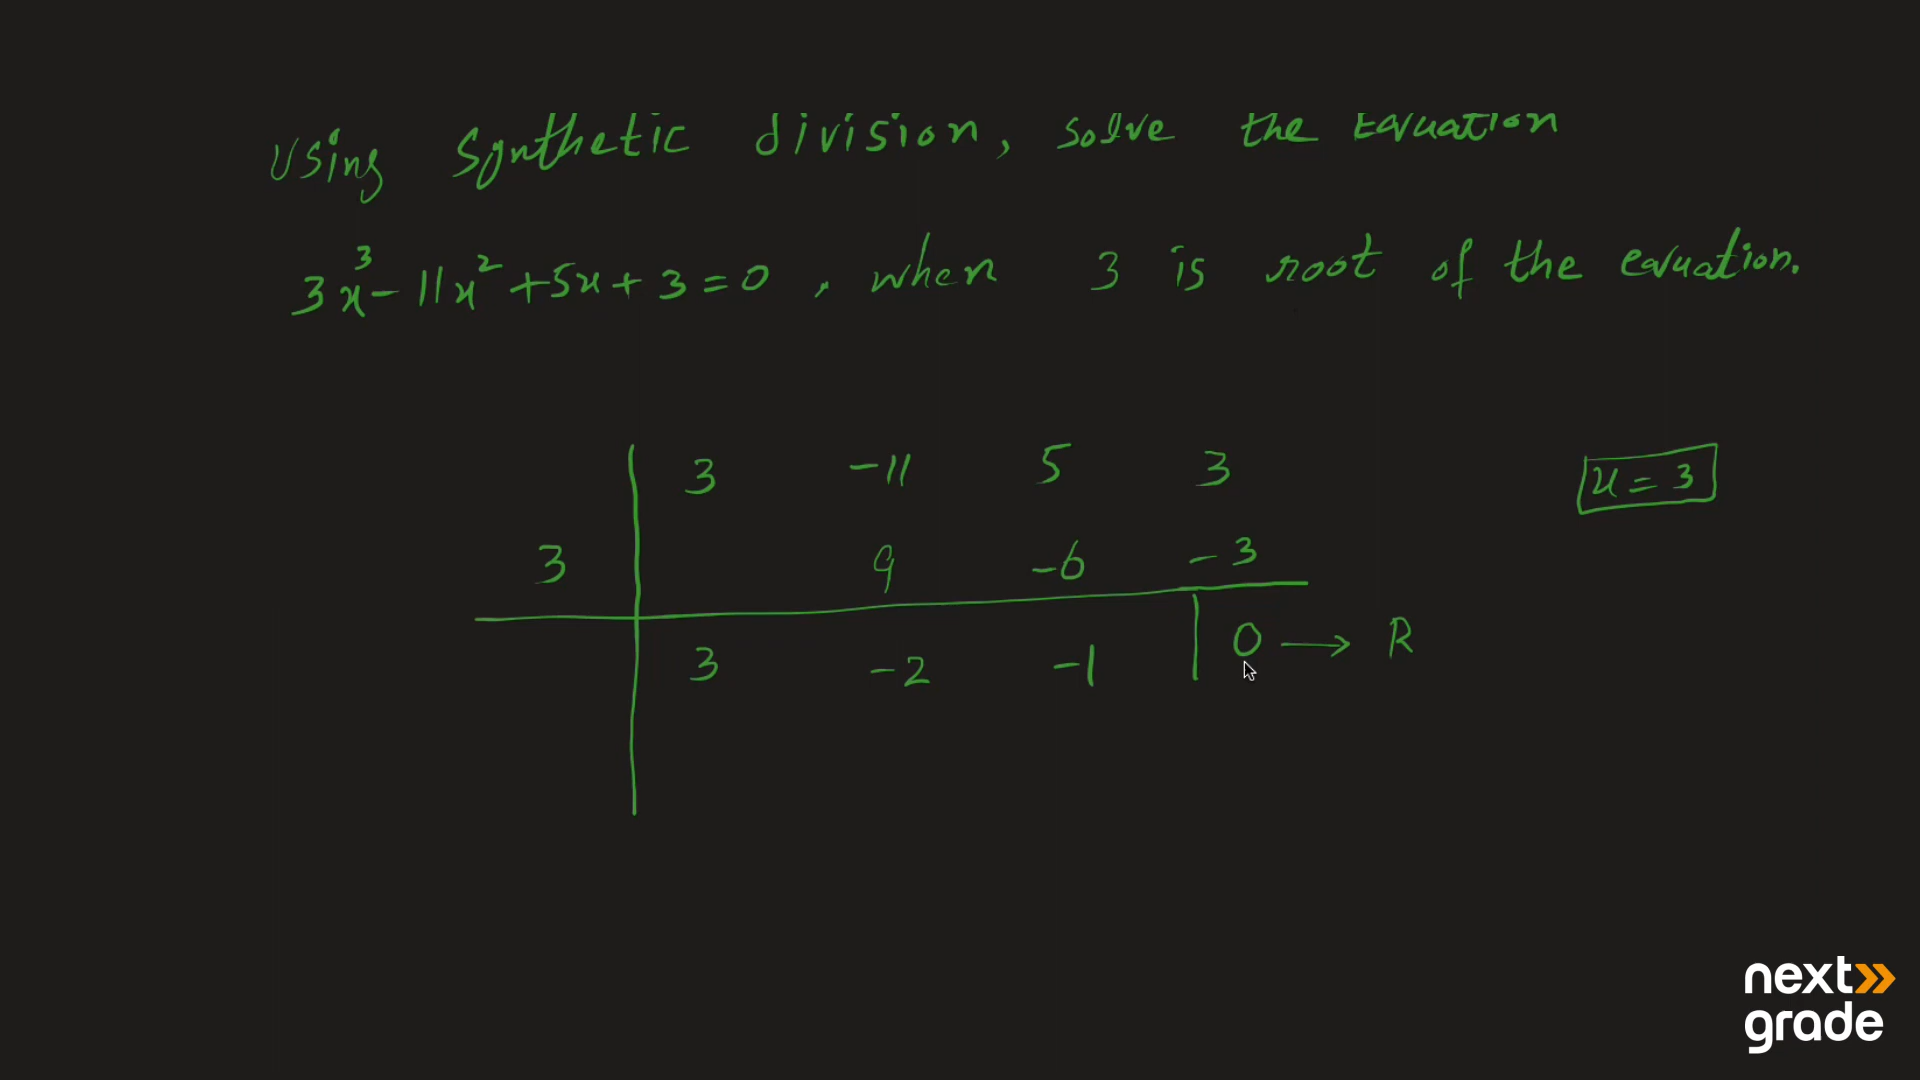 Using Synthetic division, solve the Equation
3x³ - 11x² + 5x + 3 = 0, when 3 is root of the equation.
3 -11 5 3
x = 3
3 9 -6 -3
3 -2 -1 0 → R
next
grade